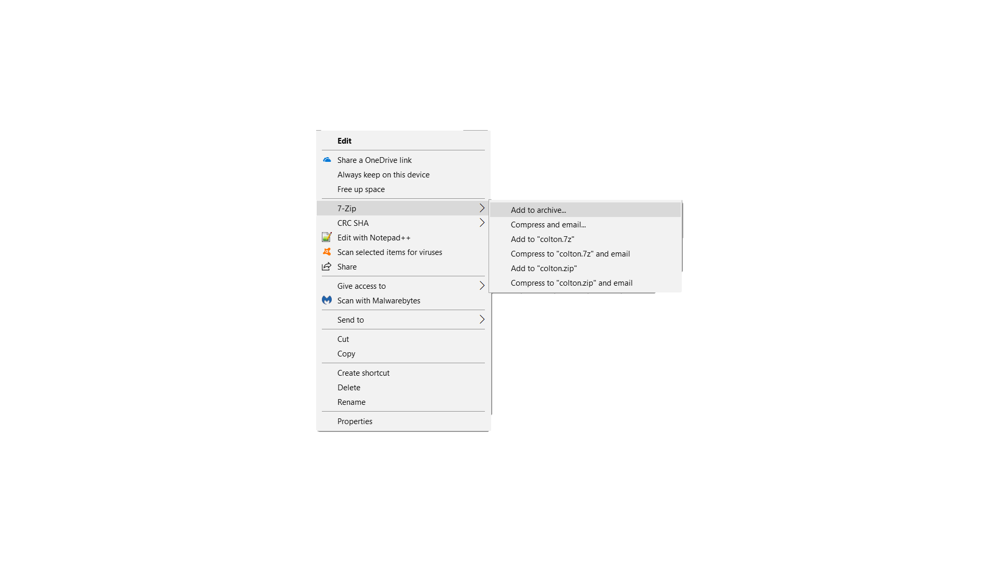 Edit
Share a OneDrive link
Always keep on this device
Free up space
7-Zip
CRC SHA
Edit with Notepad++
Scan selected items for viruses
Share
Give access to
Scan with Malwarebytes
Send to
Cut
Copy
Create shortcut
Delete
Rename
Properties
Add to archive...
Compress and email...
Add to "colton.7z"
Compress to "colton.7z" and email
Add to "colton.zip"
Compress to "colton.zip" and email